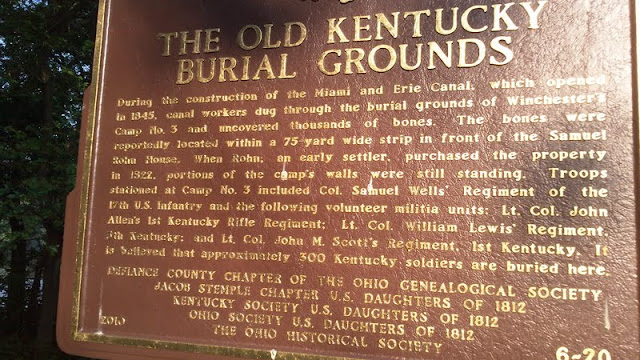 THE OLD KENTUCKY
BURIAL GROUNDS
During the construction of the Miami and Erie Canal, which opened
in 1845, canal workers dug through the burial grounds of Winchester's
Camp No. 3 and uncovered thousands of bones. The bones were
reportedly located within a 75 yard wide strip in front of the Samuel
Rohn House. When Rohn, an early settler, purchased the property
in 1822, portions of the camp's walls were still standing. Troops
stationed at Camp No. 3 included Col. Samuel Wells' Regiment of the
17th U.S. Infantry and the following volunteer militia units: Lt. Col. John
Allen's 1st Kentucky Rifle Regiment; Lt. Col. William Lewis' Regiment,
5th Kentucky; and Lt. Col. John M. Scott's Regiment, 1st Kentucky. It
is believed that approximately 300 Kentucky soldiers are buried here.
DEFIANCE COUNTY CHAPTER OF THE OHIO GENEALOGICAL SOCIETY
JACOB STEMPLE CHAPTER U.S. DAUGHTERS OF 1812
KENTUCKY SOCIETY U.S. DAUGHTERS OF 1812
OHIO SOCIETY U.S. DAUGHTERS OF 1812
THE OHIO HISTORICAL SOCIETY
2010
6-20